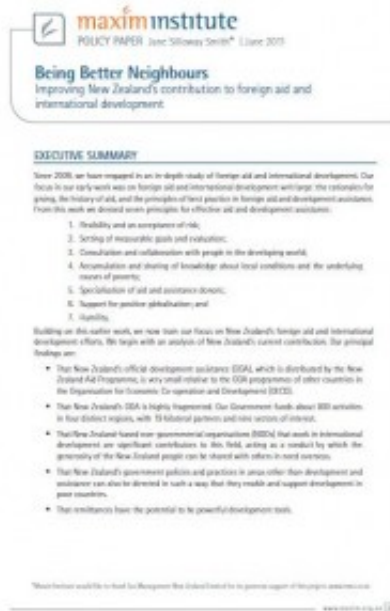 maxim institute
POLICY PAPER June Silloway Smith* | June 2011
Being Better Neighbours
Improving New Zealand's contribution to foreign aid and
international development
EXECUTIVE SUMMARY
Since 2009, we have engaged in an in-depth study of foreign aid and international development. Our
focus in our early work was on foreign aid and international development writ large: the rationales for
giving, the history of aid, and the principles of best practice in foreign aid and development assistance.
From this work we devised seven principles for effective aid and development assistance:
1. Flexibility and an acceptance of risk;
2. Setting of measurable goals and evaluation;
3. Consultation and collaboration with people in the developing world;
4. Accumulation and sharing of knowledge about local conditions and the underlying
causes of poverty;
5. Specialisation of aid and assistance donors;
6. Support for positive globalisation; and
7. Humility.
Building on this earlier work, we now turn our focus on New Zealand's foreign aid and international
development efforts. We begin with an analysis of New Zealand's current contribution. Our principal
findings are:
• That New Zealand's official development assistance (ODA), which is distributed by the New
Zealand Aid Programme, is very small relative to the ODA programmes of other countries in
the Organisation for Economic Co-operation and Development (OECD).
• That New Zealand's ODA is highly fragmented. Our Government funds about activities
in four distinct regions, with bilateral partners and nine sectors of interest.
• That New Zealand-based non-governmental organisations (NGOs) that work in international
development are significant contributors to this field, acting as a conduit by which the
generosity of the New Zealand people can be shared with others in need overseas.
• That New Zealand's government policies and practices in areas other than development and
assistance can also be directed in such a way that they enable and support development in
poor countries.
• That remittances have the potential to be powerful development tools.